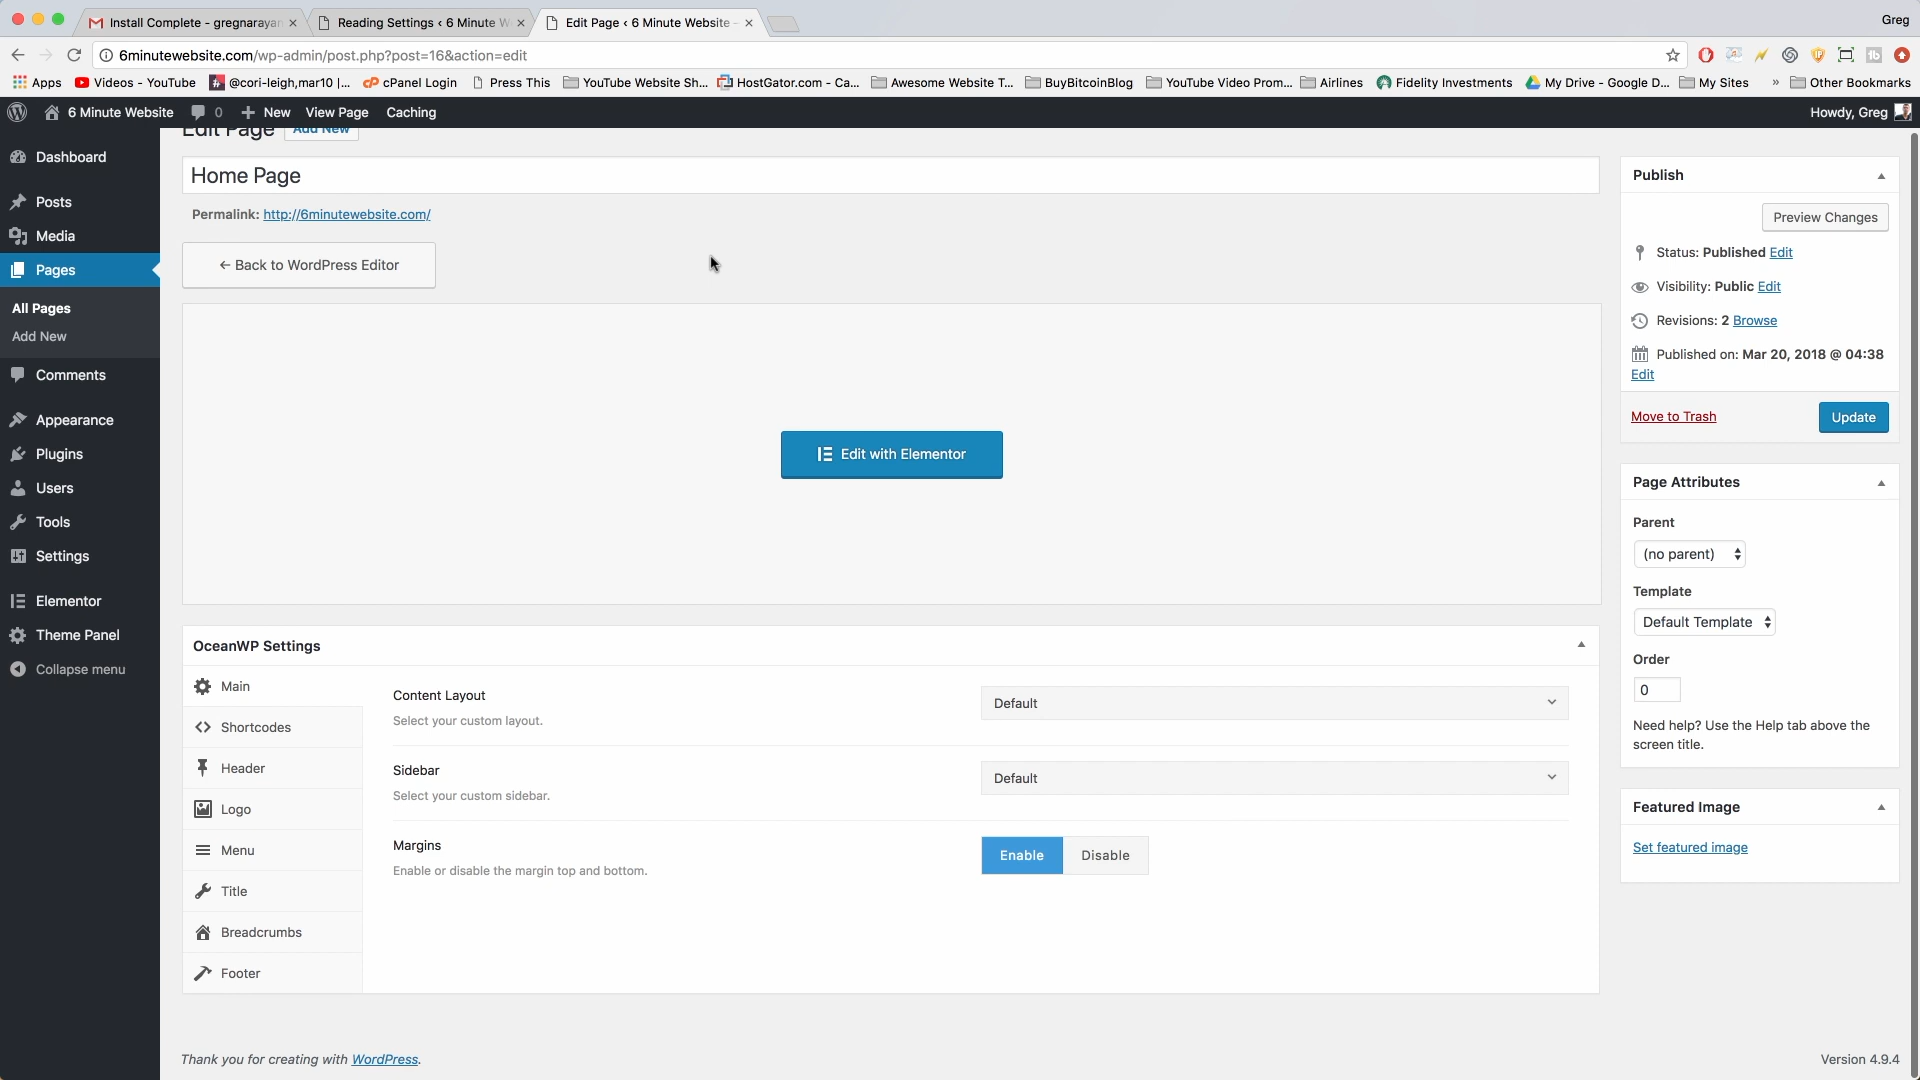 Install Complete - gregnarayan
Reading Settings ‹ 6 Minute W
Edit Page ‹ 6 Minute Website -
Greg
6minutewebsite.com/wp-admin/post.php?post=16&action=edit
Apps
Videos - YouTube
@cori-leigh,mar10 |...
cPanel Login
Press This
YouTube Website Sh...
HostGator.com - Ca...
Awesome Website T...
BuyBitcoinBlog
YouTube Video Prom...
Airlines
Fidelity Investments
My Drive - Google D...
My Sites
»
Other Bookmarks
6 Minute Website
0
New
View Page
Caching
Howdy, Greg
Edit Page
Add New
Dashboard
Posts
Media
Pages
All Pages
Add New
Comments
Appearance
Plugins
Users
Tools
Settings
Elementor
Theme Panel
Collapse menu
Home Page
Permalink: http://6minutewebsite.com/
← Back to WordPress Editor
Edit with Elementor
OceanWP Settings
Main
Shortcodes
Header
Logo
Menu
Title
Breadcrumbs
Footer
Content Layout
Select your custom layout.
Default
Sidebar
Select your custom sidebar.
Default
Margins
Enable or disable the margin top and bottom.
Enable
Disable
Publish
Preview Changes
Status: Published Edit
Visibility: Public Edit
Revisions: 2 Browse
Published on: Mar 20, 2018 @ 04:38
Edit
Move to Trash
Update
Page Attributes
Parent
(no parent)
Template
Default Template
Order
0
Need help? Use the Help tab above the
screen title.
Featured Image
Set featured image
Thank you for creating with WordPress.
Version 4.9.4